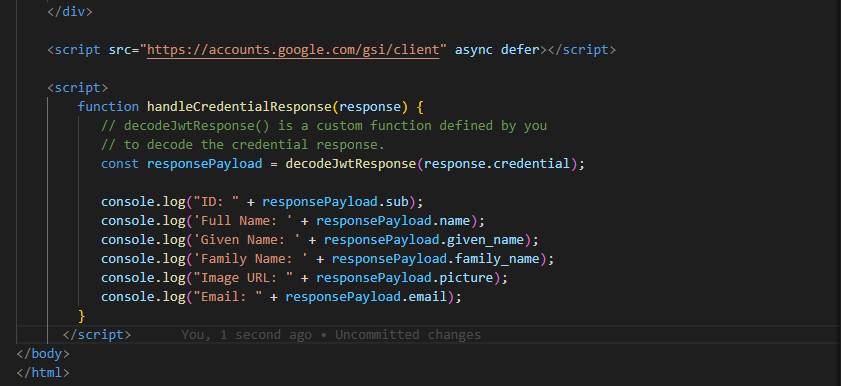 </div>
<script src="https://accounts.google.com/gsi/client" async defer></script>
<script>
function handleCredentialResponse(response) {
// decodeJwtResponse() is a custom function defined by you
// to decode the credential response.
const responsePayload = decodeJwtResponse(response.credential);
console.log("ID: " + responsePayload.sub);
console.log('Full Name: ' + responsePayload.name);
console.log('Given Name: ' + responsePayload.given_name);
console.log('Family Name: ' + responsePayload.family_name);
console.log("Image URL: " + responsePayload.picture);
console.log("Email: " + responsePayload.email);
}
</script> You, 1 second ago • Uncommitted changes
</body>
</html>